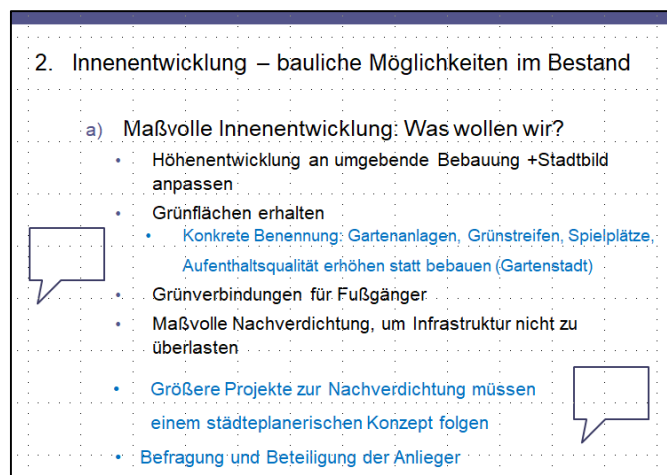 2. Innenentwicklung – bauliche Möglichkeiten im Bestand
a) Maßvolle Innenentwicklung: Was wollen wir?
• Höhenentwicklung an umgebende Bebauung +Stadtbild
anpassen
• Grünflächen erhalten
• Konkrete Benennung: Gartenanlagen, Grünstreifen, Spielplätze,
Aufenthaltsqualität erhöhen statt bebauen (Gartenstadt)
• Grünverbindungen für Fußgänger
• Maßvolle Nachverdichtung, um Infrastruktur nicht zu
überlasten
• Größere Projekte zur Nachverdichtung müssen
einem städteplanerischen Konzept folgen
• Befragung und Beteiligung der Anlieger